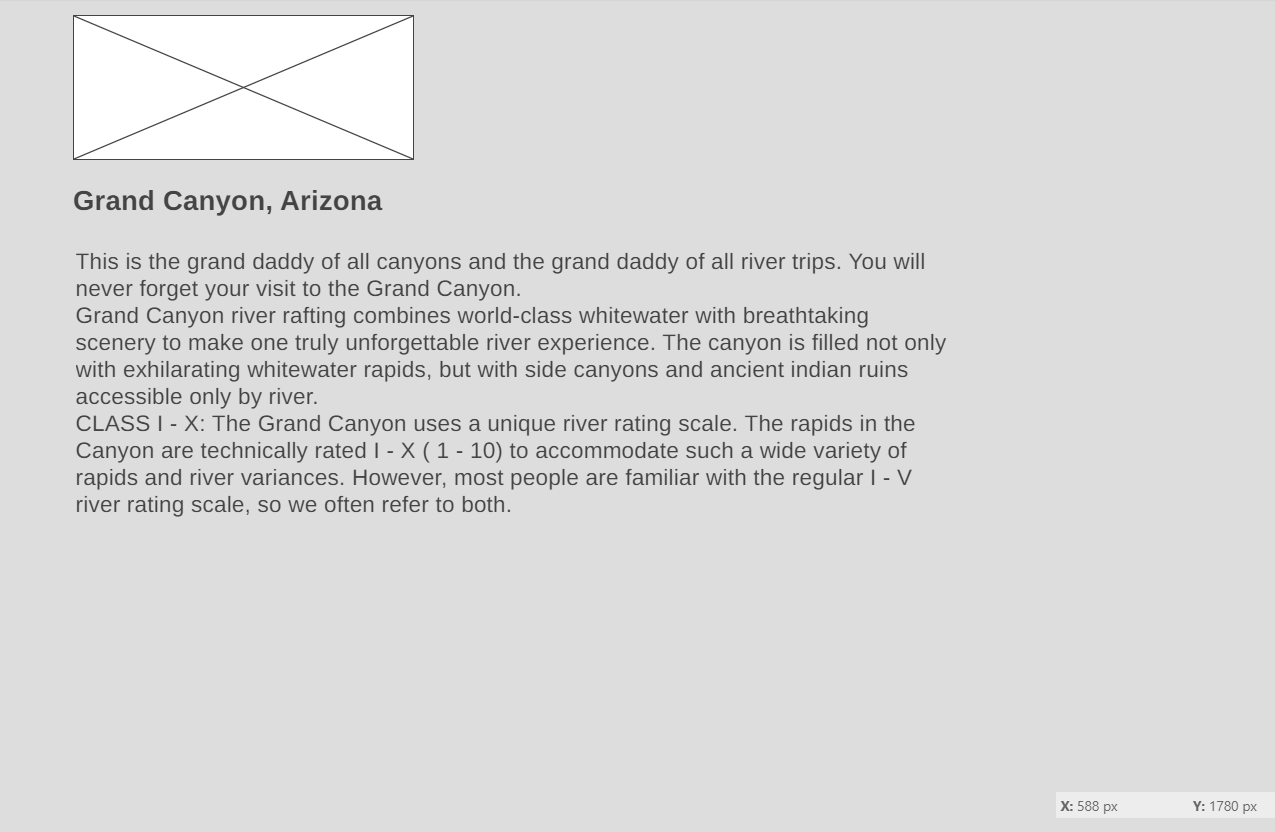 Grand Canyon, Arizona
This is the grand daddy of all canyons and the grand daddy of all river trips. You will
never forget your visit to the Grand Canyon.
Grand Canyon river rafting combines world-class whitewater with breathtaking
scenery to make one truly unforgettable river experience. The canyon is filled not only
with exhilarating whitewater rapids, but with side canyons and ancient indian ruins
accessible only by river.
CLASS I - X: The Grand Canyon uses a unique river rating scale. The rapids in the
Canyon are technically rated I - X ( 1 - 10) to accommodate such a wide variety of
rapids and river variances. However, most people are familiar with the regular I - V
river rating scale, so we often refer to both.
X: 588 px Y: 1780 px